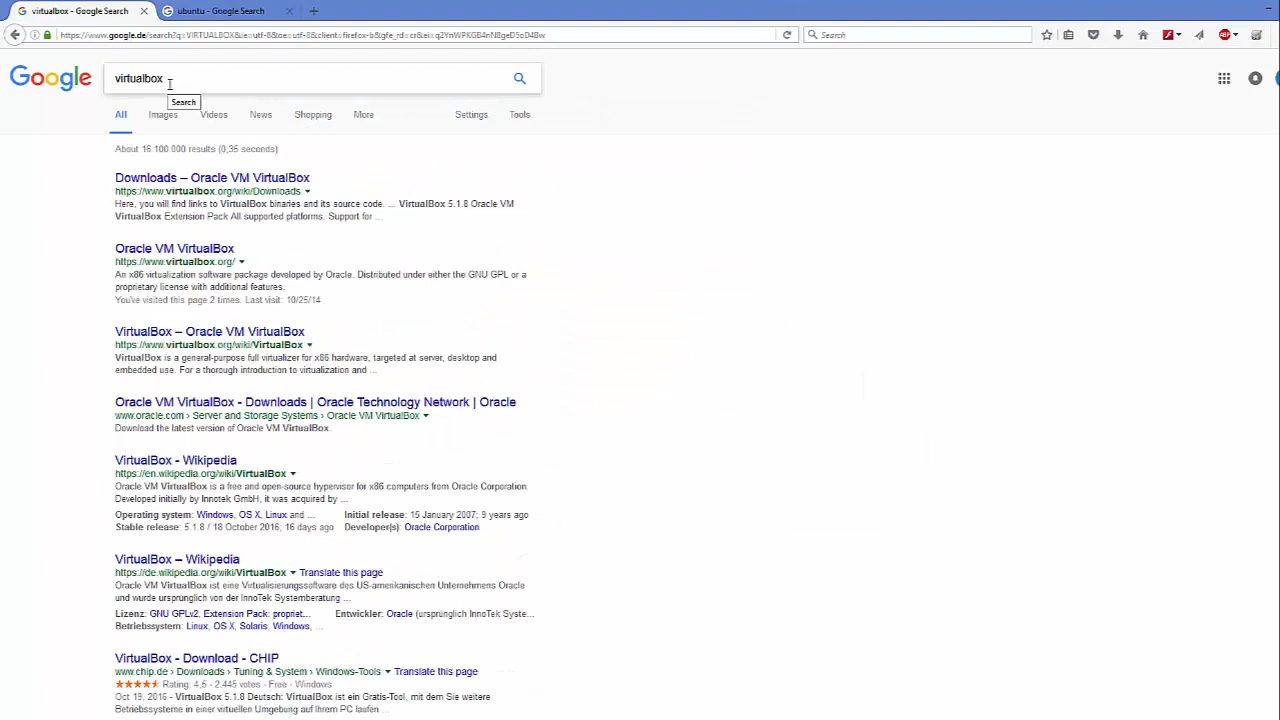 virtualbox - Google Search
ubuntu - Google Search
https://www.google.de/search?q=VIRTUALBOX&ie=utf-8&oe=utf-8&client=firefox-b&gfe_rd=cr&ei=q2YnWPKGB4nN8geD5oD4Bw
Search
Google
virtualbox
Search
All Images Videos News Shopping More Settings Tools
About 16.100.000 results (0,35 seconds)
Downloads – Oracle VM VirtualBox
https://www.virtualbox.org/wiki/Downloads
Here, you will find links to VirtualBox binaries and its source code. ... VirtualBox 5.1.8 Oracle VM
VirtualBox Extension Pack All supported platforms. Support for ...
Oracle VM VirtualBox
https://www.virtualbox.org/
An x86 virtualization software package developed by Oracle. Distributed under either the GNU GPL or a
proprietary license with additional features.
You've visited this page 2 times. Last visit: 10/25/14
VirtualBox – Oracle VM VirtualBox
https://www.virtualbox.org/wiki/VirtualBox
VirtualBox is a general-purpose full virtualizer for x86 hardware, targeted at server, desktop and
embedded use. For a thorough introduction to virtualization and ...
Oracle VM VirtualBox - Downloads | Oracle Technology Network | Oracle
www.oracle.com › Server and Storage Systems › Oracle VM VirtualBox
Download the latest version of Oracle VM VirtualBox.
VirtualBox - Wikipedia
https://en.wikipedia.org/wiki/VirtualBox
Oracle VM VirtualBox is a free and open-source hypervisor for x86 computers from Oracle Corporation.
Developed initially by Innotek GmbH, it was acquired by ...
Operating system: Windows, OS X, Linux and ... Initial release: 15 January 2007; 9 years ago
Stable release: 5.1.8 / 18 October 2016; 16 days ago Developer(s): Oracle Corporation
VirtualBox – Wikipedia
https://de.wikipedia.org/wiki/VirtualBox Translate this page
Oracle VM VirtualBox ist eine Virtualisierungssoftware des US-amerikanischen Unternehmens Oracle
und wurde ursprünglich von der InnoTek Systemberatung ...
Lizenz: GNU GPLv2, Extension Pack: propriet... Entwickler: Oracle (ursprünglich InnoTek Syste...
Betriebssystem: Linux, OS X, Solaris, Windows, ...
VirtualBox - Download - CHIP
www.chip.de › Downloads › Tuning & System › Windows-Tools Translate this page
Rating: 4,5 - 2.445 votes - Free - Windows
Oct 19, 2016 - VirtualBox 5.1.8 Deutsch: VirtualBox ist ein Gratis-Tool, mit dem Sie weitere
Betriebssysteme in einer virtuellen Umgebung auf Ihrem PC laufen ...